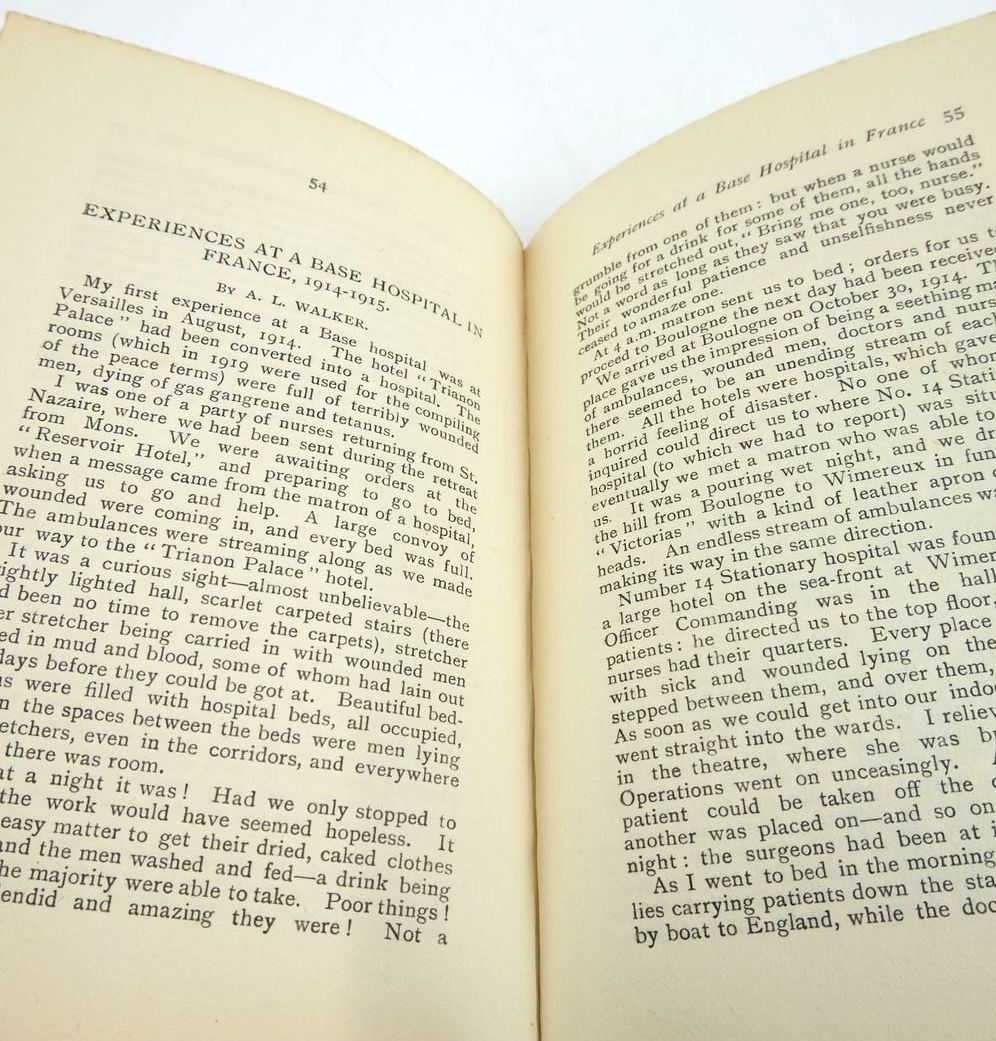 54
EXPERIENCES AT A BASE HOSPITAL IN
FRANCE, 1914-1915.
BY A. L. WALKER.
My first experience at a Base hospital was at
Versailles in August, 1914. The hotel "Trianon
Palace" had been converted into a hospital. The
rooms (which in 1919 were used for the compiling
of the peace terms) were full of terribly wounded
men, dying of gas gangrene and tetanus.
I was one of a party of nurses returning from St.
Nazaire, where we had been sent during the retreat
from Mons. We were awaiting orders at the
"Reservoir Hotel," and preparing to go to bed,
when a message came from the matron of a hospital,
asking us to go and help. A large convoy of
wounded were coming in, and every bed was full.
The ambulances were streaming along as we made
our way to the "Trianon Palace" hotel.
It was a curious sight—almost unbelievable—the
ightly lighted hall, scarlet carpeted stairs (there
d been no time to remove the carpets), stretcher
er stretcher being carried in with wounded men
ed in mud and blood, some of whom had lain out
days before they could be got at. Beautiful bed-
s were filled with hospital beds, all occupied,
n the spaces between the beds were men lying
etchers, even in the corridors, and everywhere
there was room.
at a night it was! Had we only stopped to
the work would have seemed hopeless. It
easy matter to get their dried, caked clothes
and the men washed and fed—a drink being
he majority were able to take. Poor things!
endid and amazing they were! Not a
Experiences at a Base Hospital in France 55
grumble from one of them: but when a nurse would
be going for a drink for some of them, all the hands
would be stretched out, "Bring me one, too, nurse."
Not a word as long as they saw that you were busy.
Their wonderful patience and unselfishness never
ceased to amaze one.
At 4 a.m. matron sent us to bed; orders for us to
proceed to Boulogne the next day had been received
We arrived at Boulogne on October 30, 1914. Th
place gave us the impression of being a seething ma
of ambulances, wounded men, doctors and nurs
there seemed to be an unending stream of each
them. All the hotels were hospitals, which gave
a horrid feeling of disaster. No one of whom
inquired could direct us to where No. 14 Stati
hospital (to which we had to report) was situ
eventually we met a matron who was able to
us. It was a pouring wet night, and we dr
the hill from Boulogne to Wimereux in fun
"Victorias" with a kind of leather apron o
heads. An endless stream of ambulances wa
making its way in the same direction.
Number 14 Stationary hospital was foun
a large hotel on the sea-front at Wimer
Officer Commanding was in the hall
patients: he directed us to the top floor,
nurses had their quarters. Every place
with sick and wounded lying on the
stepped between them, and over them,
As soon as we could get into our indoo
went straight into the wards. I reliev
in the theatre, where she was bu
Operations went on unceasingly. A
patient could be taken off the o
another was placed on—and so on
night: the surgeons had been at i
As I went to bed in the morning
lies carrying patients down the sta
by boat to England, while the doc